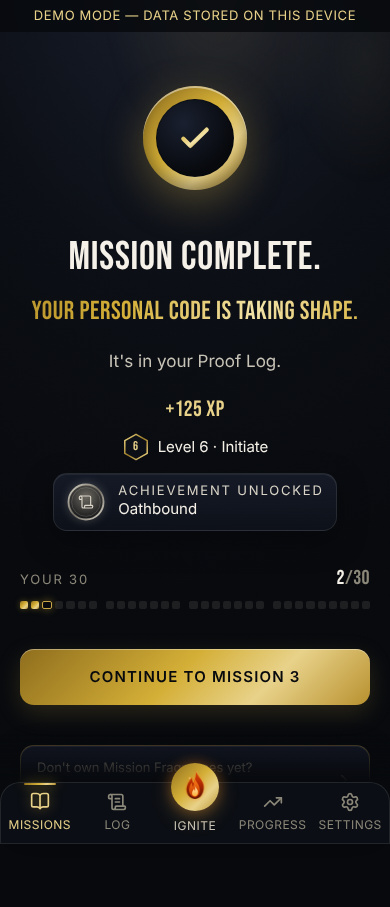 DEMO MODE — DATA STORED ON THIS DEVICE
MISSION COMPLETE.
YOUR PERSONAL CODE IS TAKING SHAPE.
It's in your Proof Log.
+125 XP
6 Level 6 · Initiate
ACHIEVEMENT UNLOCKED
Oathbound
YOUR 30 2/30
CONTINUE TO MISSION 3
Don't own Mission Fragments yet?
MISSIONS LOG IGNITE PROGRESS SETTINGS